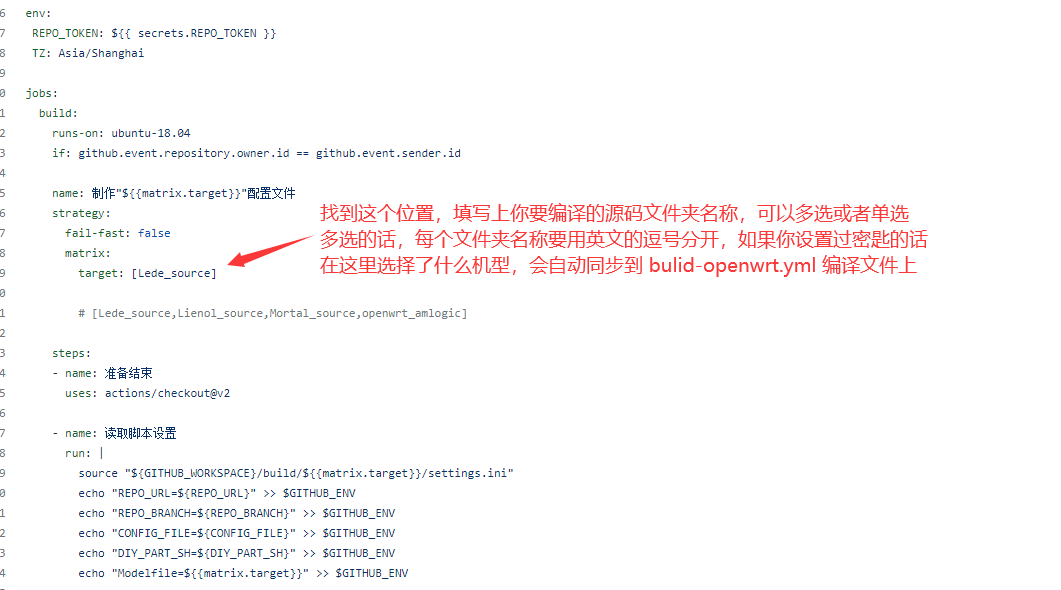 6 env:
7 REPO_TOKEN: ${{ secrets.REPO_TOKEN }}
8 TZ: Asia/Shanghai
9
0 jobs:
1 build:
2 runs-on: ubuntu-18.04
3 if: github.event.repository.owner.id == github.event.sender.id
4
5 name: 制作"${{matrix.target}}"配置文件
6 strategy:
7 fail-fast: false
8 matrix:
9 target: [Lede_source]
0
1 # [Lede_source,Lienol_source,Mortal_source,openwrt_amlogic]
2
3 steps:
4 - name: 准备结束
5 uses: actions/checkout@v2
6
7 - name: 读取脚本设置
8 run: |
9 source "${GITHUB_WORKSPACE}/build/${{matrix.target}}/settings.ini"
0 echo "REPO_URL=${REPO_URL}" >> $GITHUB_ENV
1 echo "REPO_BRANCH=${REPO_BRANCH}" >> $GITHUB_ENV
2 echo "CONFIG_FILE=${CONFIG_FILE}" >> $GITHUB_ENV
3 echo "DIY_PART_SH=${DIY_PART_SH}" >> $GITHUB_ENV
4 echo "Modelfile=${{matrix.target}}" >> $GITHUB_ENV
找到这个位置，填写上你要编译的源码文件夹名称，可以多选或者单选
多选的话，每个文件夹名称要用英文的逗号分开，如果你设置过密匙的话
在这里选择了什么机型，会自动同步到 bulid-openwrt.yml 编译文件上